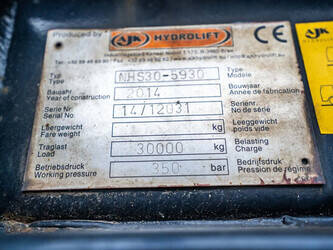 Produced by AJK HYDROLIFT CE
Typ NHS30-5930 Type
Type Modèle
Baujahr 2014 Bouwjaar
Year of construction Année de fabrication
Serie Nr 14/12031 Serienr.
Serial No No de série
Leergewicht kg Leeggewicht
Fare weight poids vide
Traglast 30000 kg Belasting
Load Charge
Betriebsdruck 350 bar Bedrijfsdruk
Working pressure Pression de régime